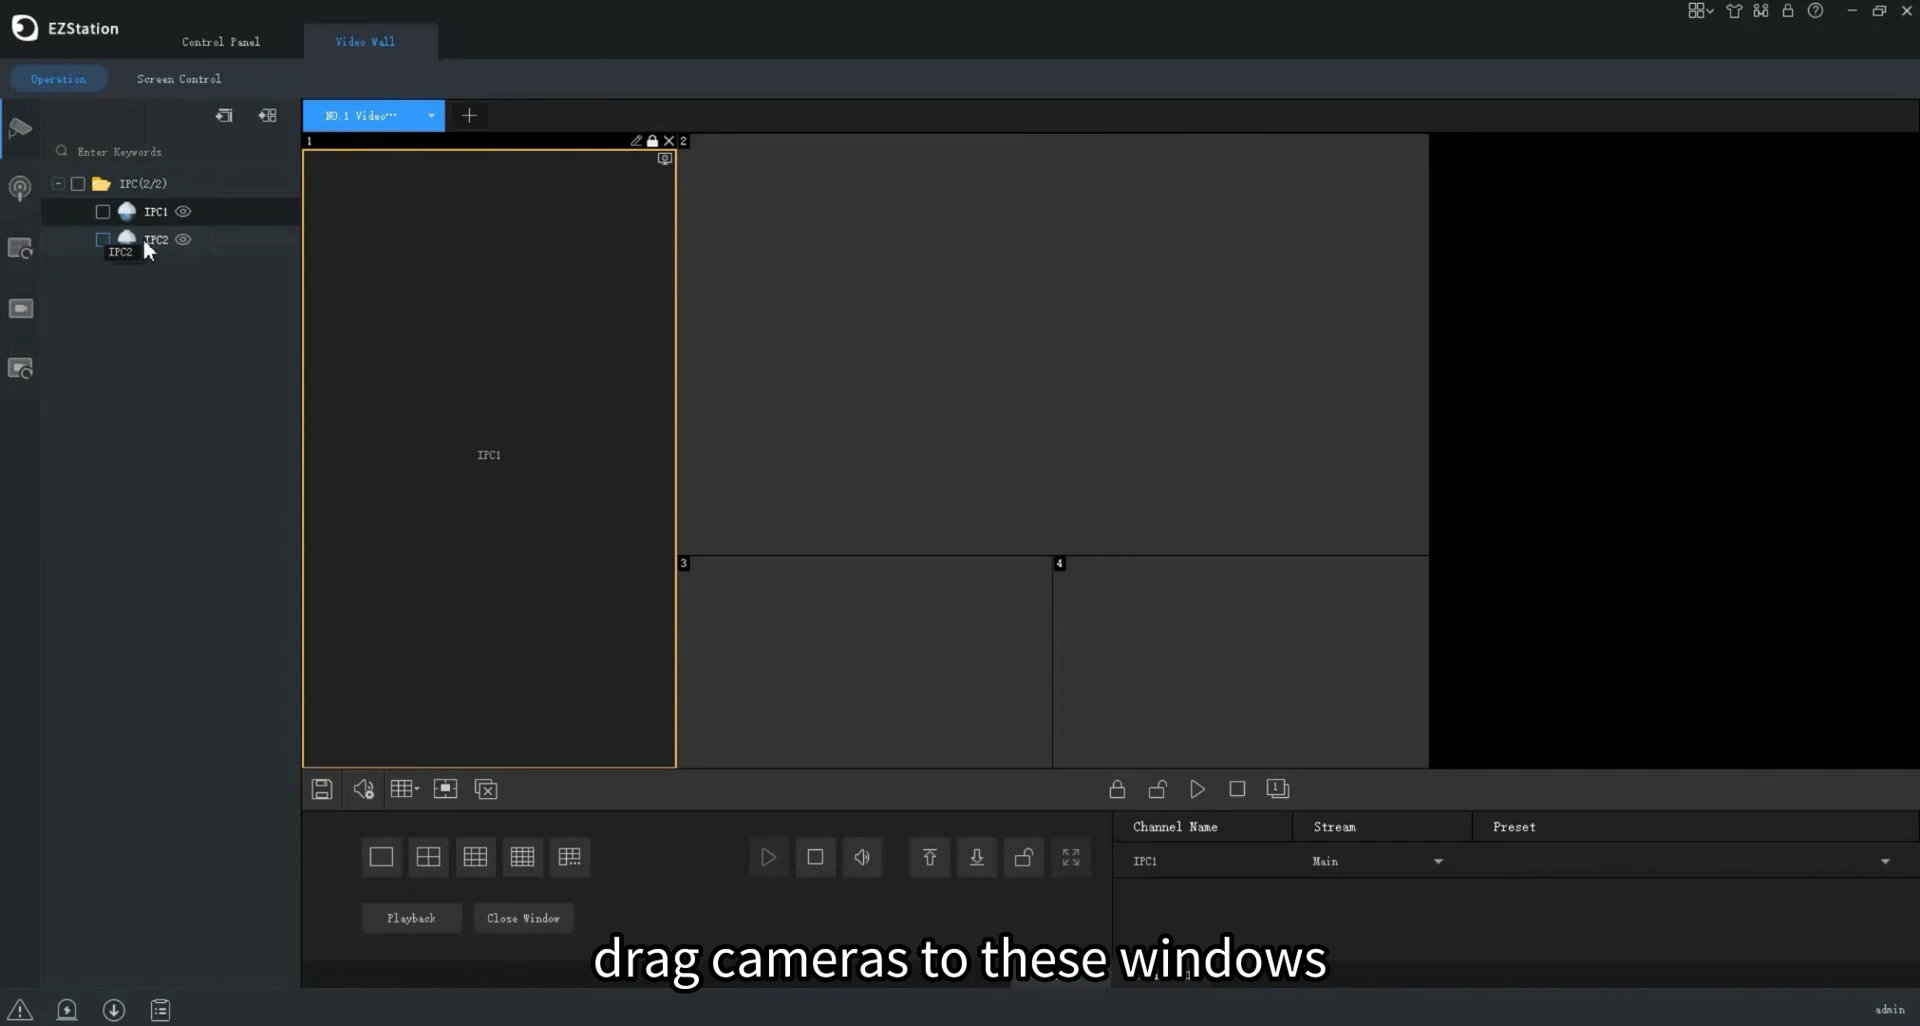 EZStation
Control Panel
Video Wall
Operation
Screen Control
NO.1 Video···
Enter Keywords
1
2
IPC(2/2)
IPC1
IPC2
IPC2
IPC1
3
4
1
Channel Name
Stream
Preset
IPC1
Main
Playback
Close Window
drag cameras to these windows
admin